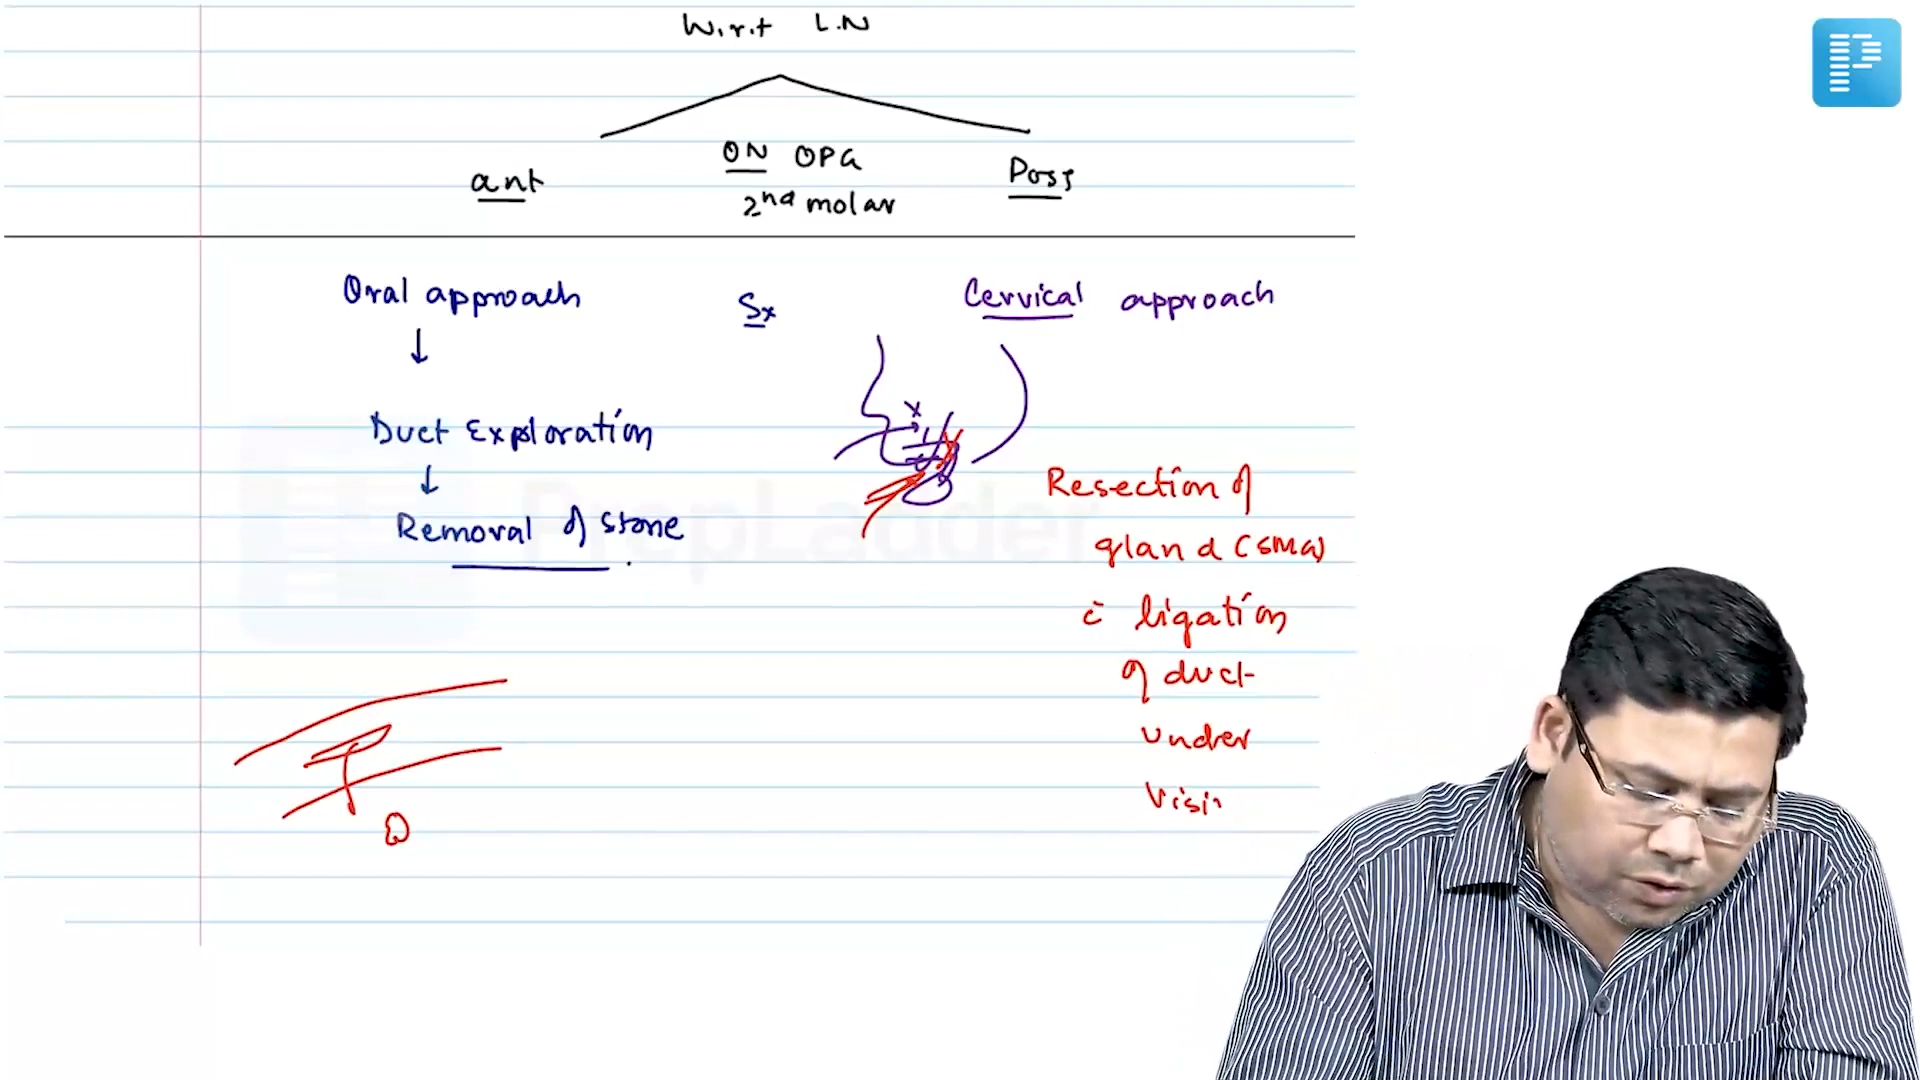 W.r.t L.N
ant
ON OPG
2nd molar
Post
Oral approach
Sx
Cervical approach
↓
Duct Exploration
↓
Removal of stone
x
Resection of
gland (SMG)
c̄ ligation
of duct
under
Visi
PrepLadder